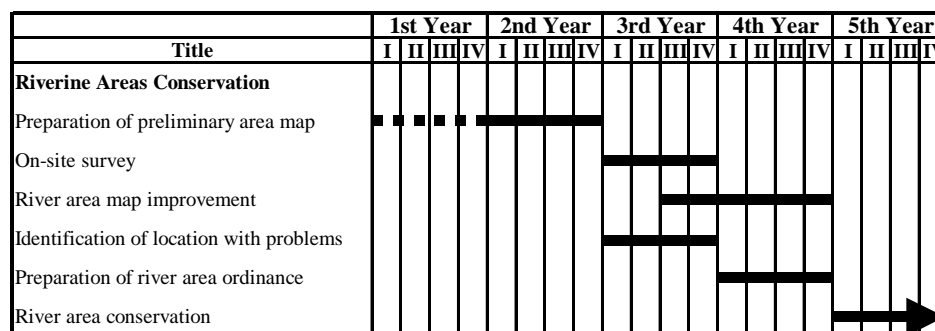 1st Year 2nd Year 3rd Year 4th Year 5th Year
Title I II III IV I II III IV I II III IV I II III IV I II III IV
Riverine Areas Conservation
Preparation of preliminary area map
On-site survey
River area map improvement
Identification of location with problems
Preparation of river area ordinance
River area conservation